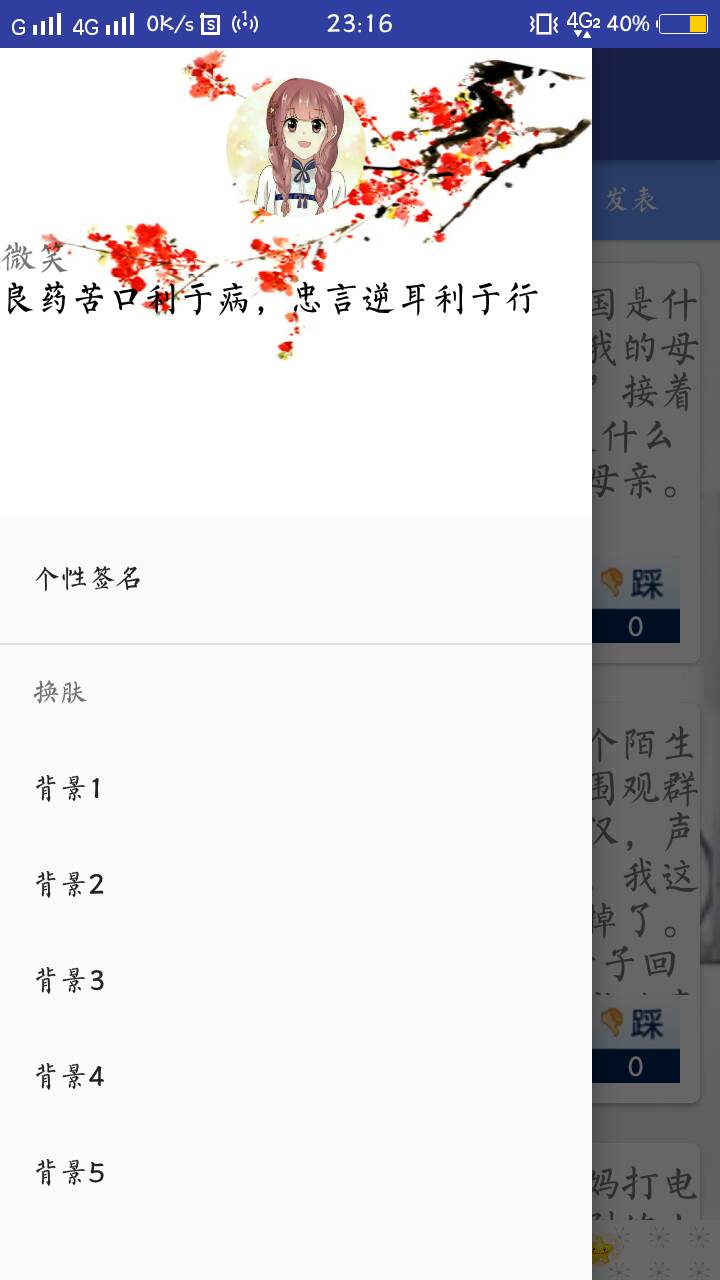 G 4G 0K/s 23:16 4G2 40%
微笑
良药苦口利于病，忠言逆耳利于行
个性签名
换肤
背景1
背景2
背景3
背景4
背景5
发表
国是什
我的母
接着
什么
母亲。
踩
0
个陌生
围观群
汉，声
我这
掉了。
子回
踩
0
妈打电